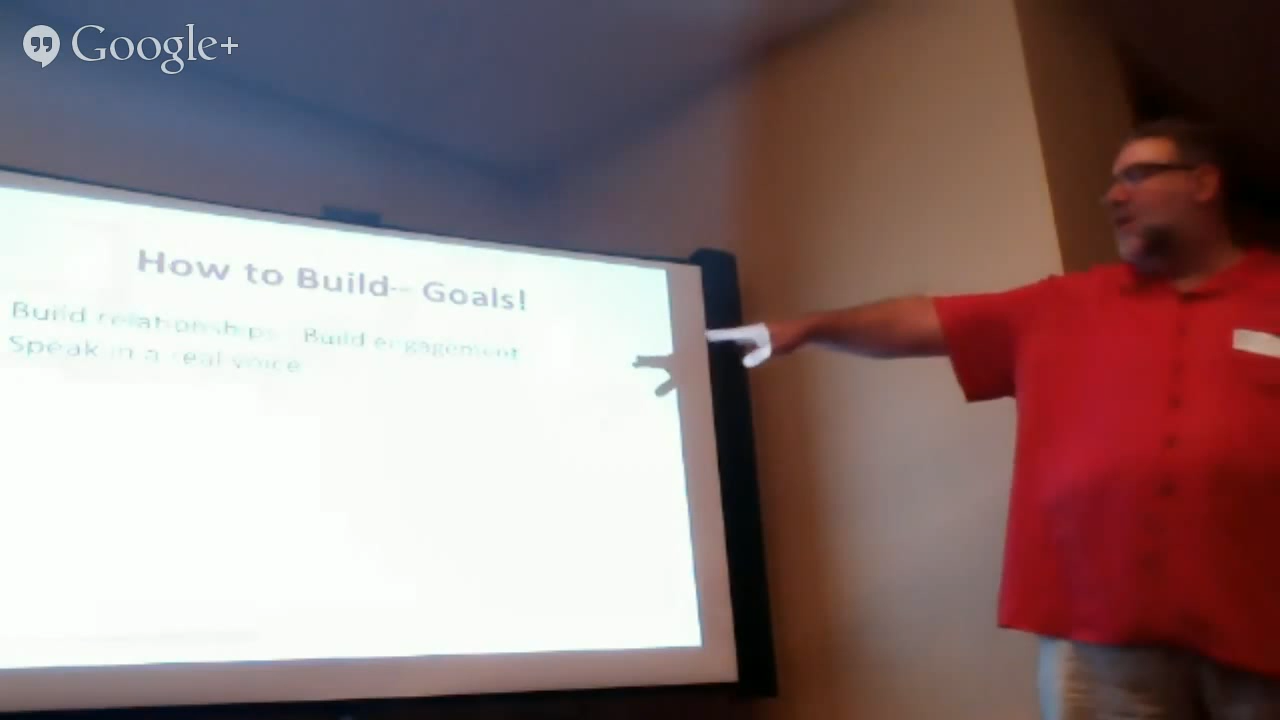 Google+
How to Build-- Goals!
Build relationships Build engagement
Speak in a real voice